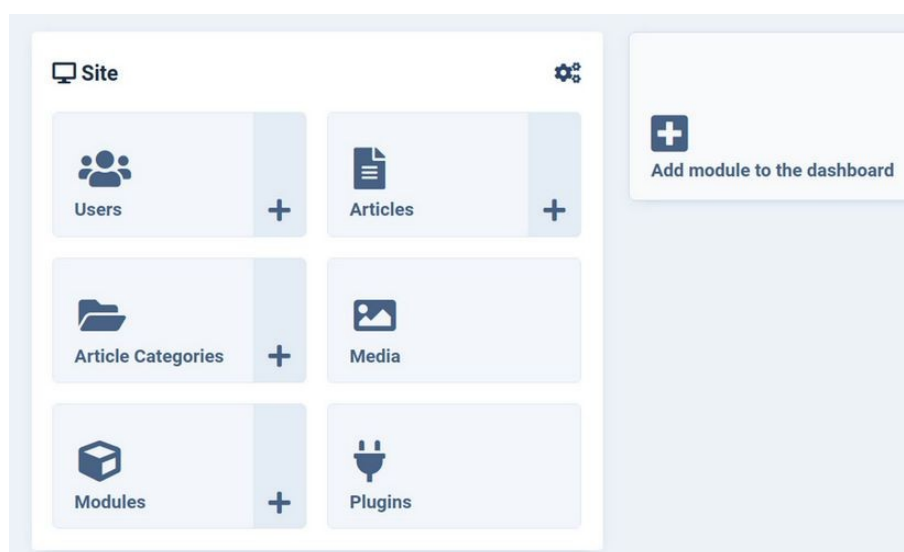 Site
Add module to the dashboard
Users
Articles
Article Categories
Media
Modules
Plugins